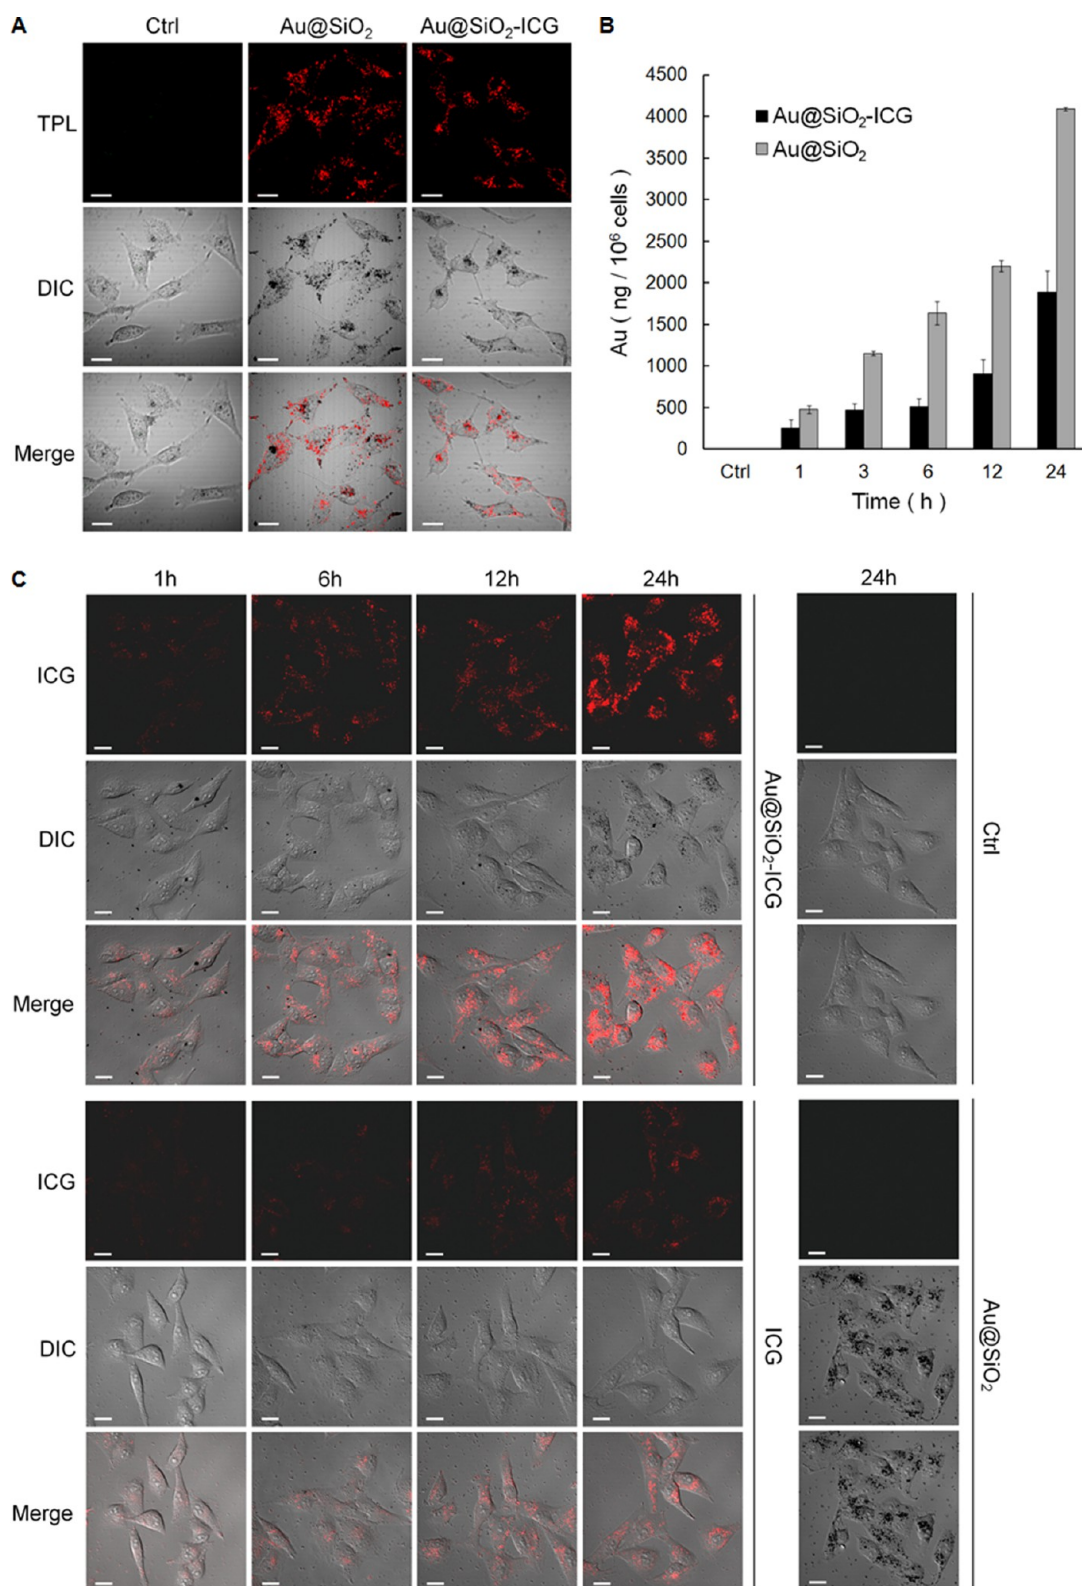 A
Ctrl
Au@SiO₂
Au@SiO₂-ICG
TPL
DIC
Merge
B
4500
4000
3500
3000
2500
2000
1500
1000
500
0
Au ( ng / 10⁶ cells )
Au@SiO₂-ICG
Au@SiO₂
Ctrl
1
3
6
12
24
Time ( h )
C
1h
6h
12h
24h
24h
ICG
DIC
Merge
Au@SiO₂-ICG
Ctrl
ICG
DIC
Merge
ICG
Au@SiO₂